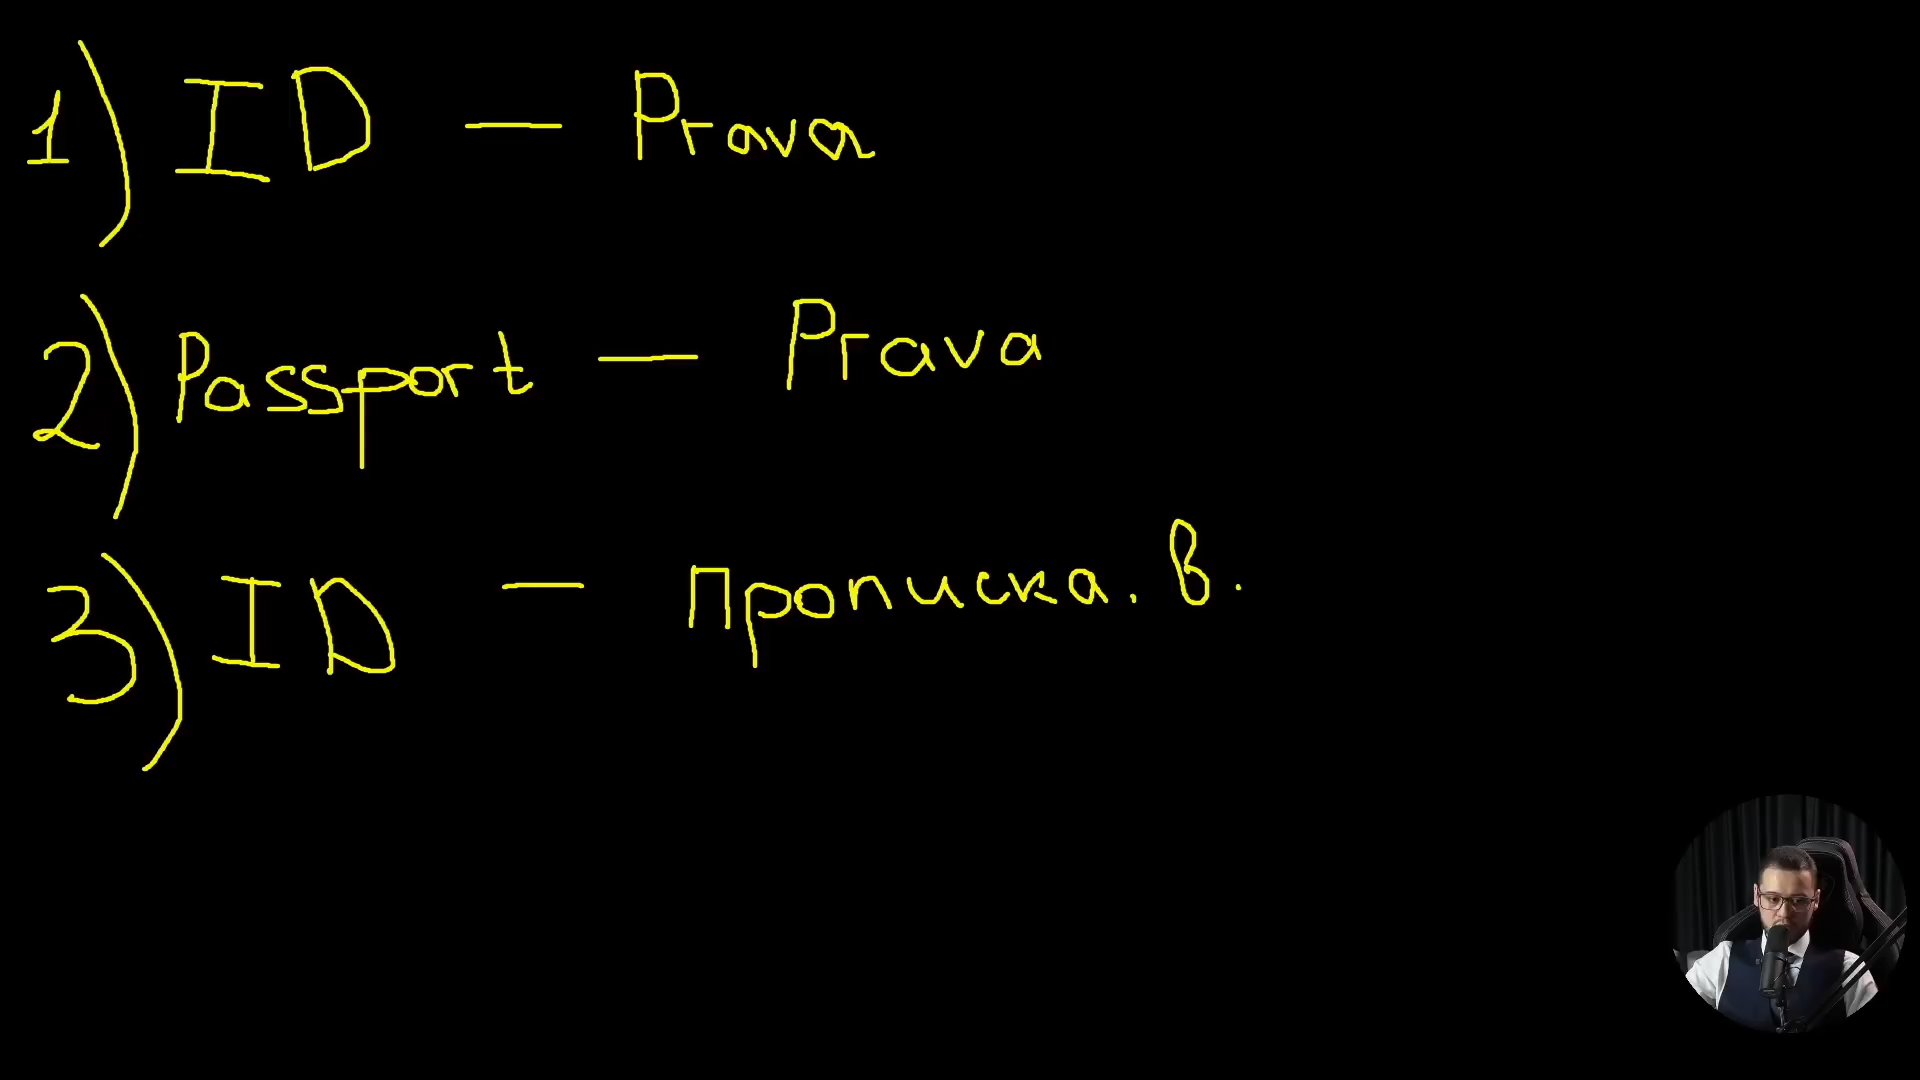 1) ID — Prava
2) Passport — Prava
3) ID — Прописка. в.